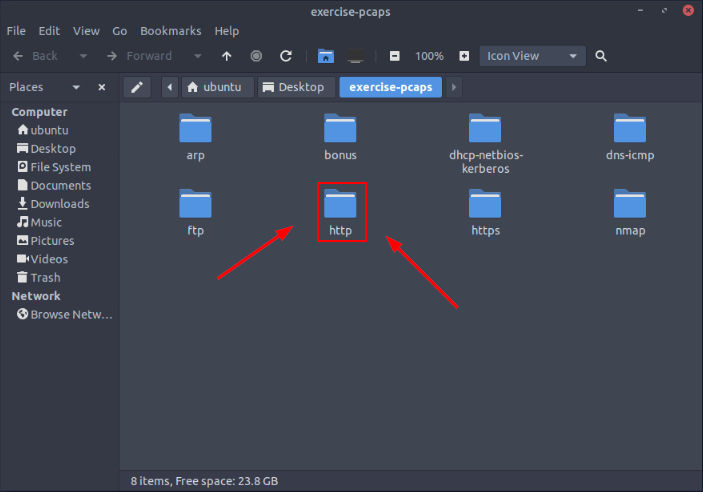 exercise-pcaps
File Edit View Go Bookmarks Help
Back Forward 100% Icon View
Places ubuntu Desktop exercise-pcaps
Computer
ubuntu
Desktop
File System
Documents
Downloads
Music
Pictures
Videos
Trash
Network
Browse Netw...
arp bonus dhcp-netbios- dns-icmp
kerberos
ftp http https nmap
8 items, Free space: 23.8 GB